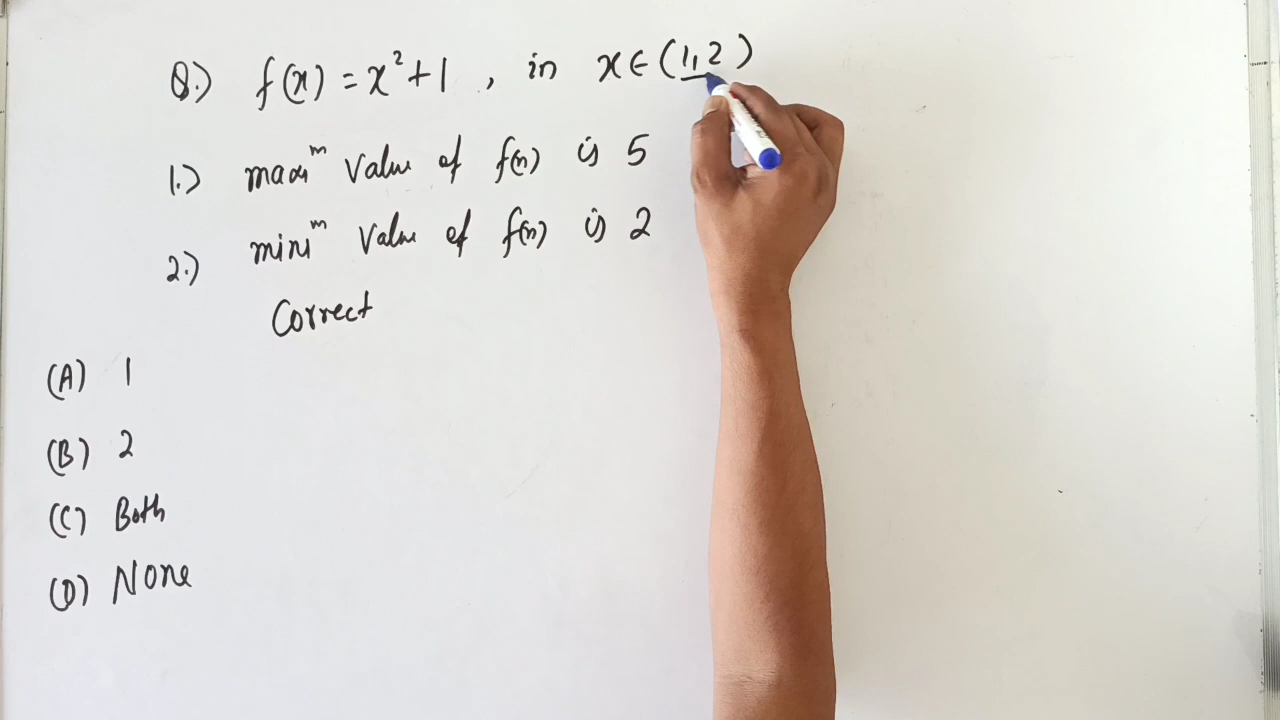 Q.) f(x) = x²+1 , in x∈(1,2)
1.) maxiᵐ Value of f(n) is 5
2.) miniᵐ Value of f(n) is 2
Correct
(A) 1
(B) 2
(C) Both
(D) None